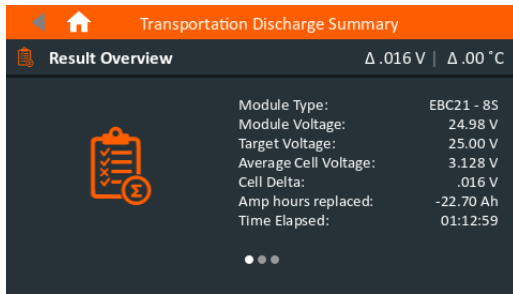 Transportation Discharge Summary
Result Overview Δ .016 V | Δ .00 °C
Module Type: EBC21 - 8S
Module Voltage: 24.98 V
Target Voltage: 25.00 V
Average Cell Voltage: 3.128 V
Cell Delta: .016 V
Amp hours replaced: -22.70 Ah
Time Elapsed: 01:12:59
Σ